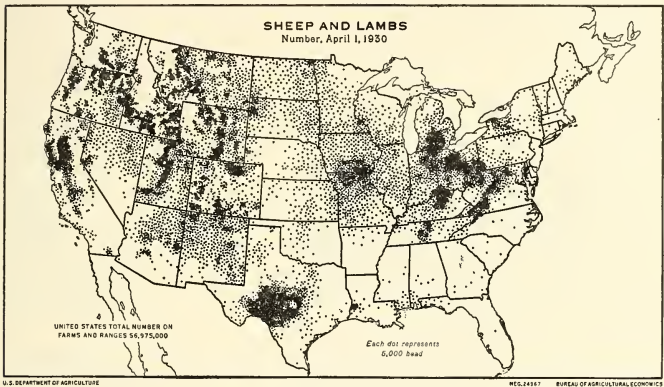 SHEEP AND LAMBS
Number, April 1, 1930
UNITED STATES TOTAL NUMBER ON
FARMS AND RANGES 56,975,000
Each dot represents
5,000 head
U.S. DEPARTMENT OF AGRICULTURE
NEG. 24367
BUREAU OF AGRICULTURAL ECONOMICS